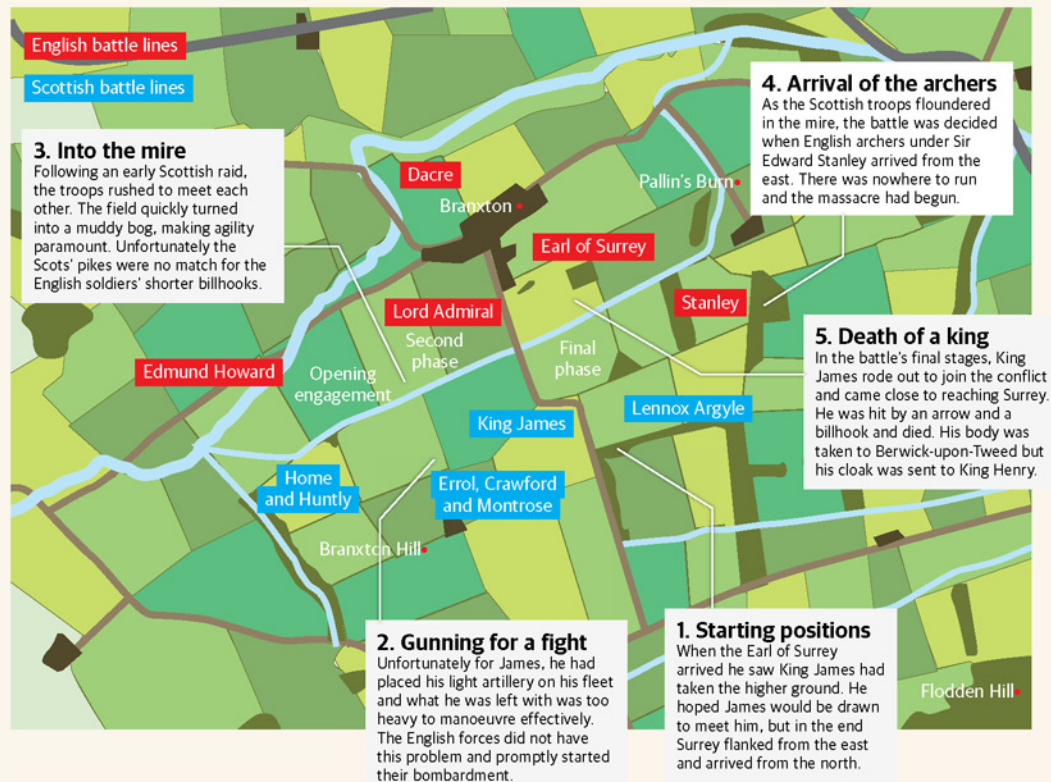 English battle lines
Scottish battle lines
3. Into the mire
Following an early Scottish raid,
the troops rushed to meet each
other. The field quickly turned
into a muddy bog, making agility
paramount. Unfortunately the
Scots' pikes were no match for the
English soldiers' shorter billhooks.
4. Arrival of the archers
As the Scottish troops floundered
in the mire, the battle was decided
when English archers under Sir
Edward Stanley arrived from the
east. There was nowhere to run
and the massacre had begun.
Dacre
Branxton
Pallin's Burn
Earl of Surrey
Stanley
Lord Admiral
Second
phase
Final
phase
Edmund Howard
Opening
engagement
5. Death of a king
In the battle's final stages, King
James rode out to join the conflict
and came close to reaching Surrey.
He was hit by an arrow and a
billhook and died. His body was
taken to Berwick-upon-Tweed but
his cloak was sent to King Henry.
King James
Lennox Argyle
Home
and Huntly
Errol, Crawford
and Montrose
Branxton Hill
2. Gunning for a fight
Unfortunately for James, he had
placed his light artillery on his fleet
and what he was left with was too
heavy to manoeuvre effectively.
The English forces did not have
this problem and promptly started
their bombardment.
1. Starting positions
When the Earl of Surrey
arrived he saw King James had
taken the higher ground. He
hoped James would be drawn
to meet him, but in the end
Surrey flanked from the east
and arrived from the north.
Flodden Hill